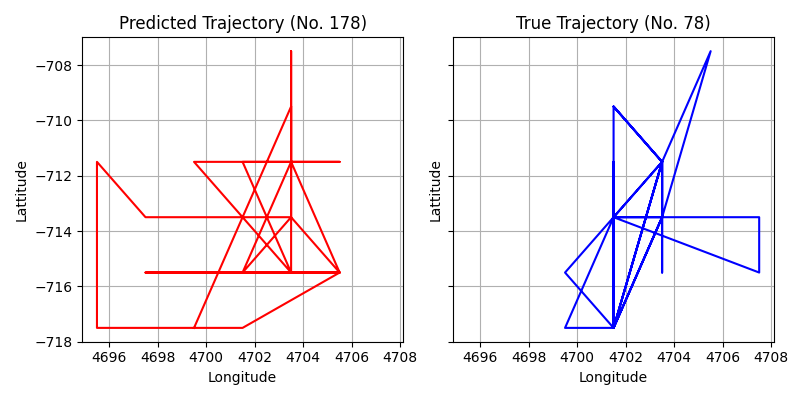 Predicted Trajectory (No. 178)
True Trajectory (No. 78)
−708
−710
−712
−714
−716
−718
Lattitude
Lattitude
4696 4698 4700 4702 4704 4706 4708
4696 4698 4700 4702 4704 4706 4708
Longitude
Longitude